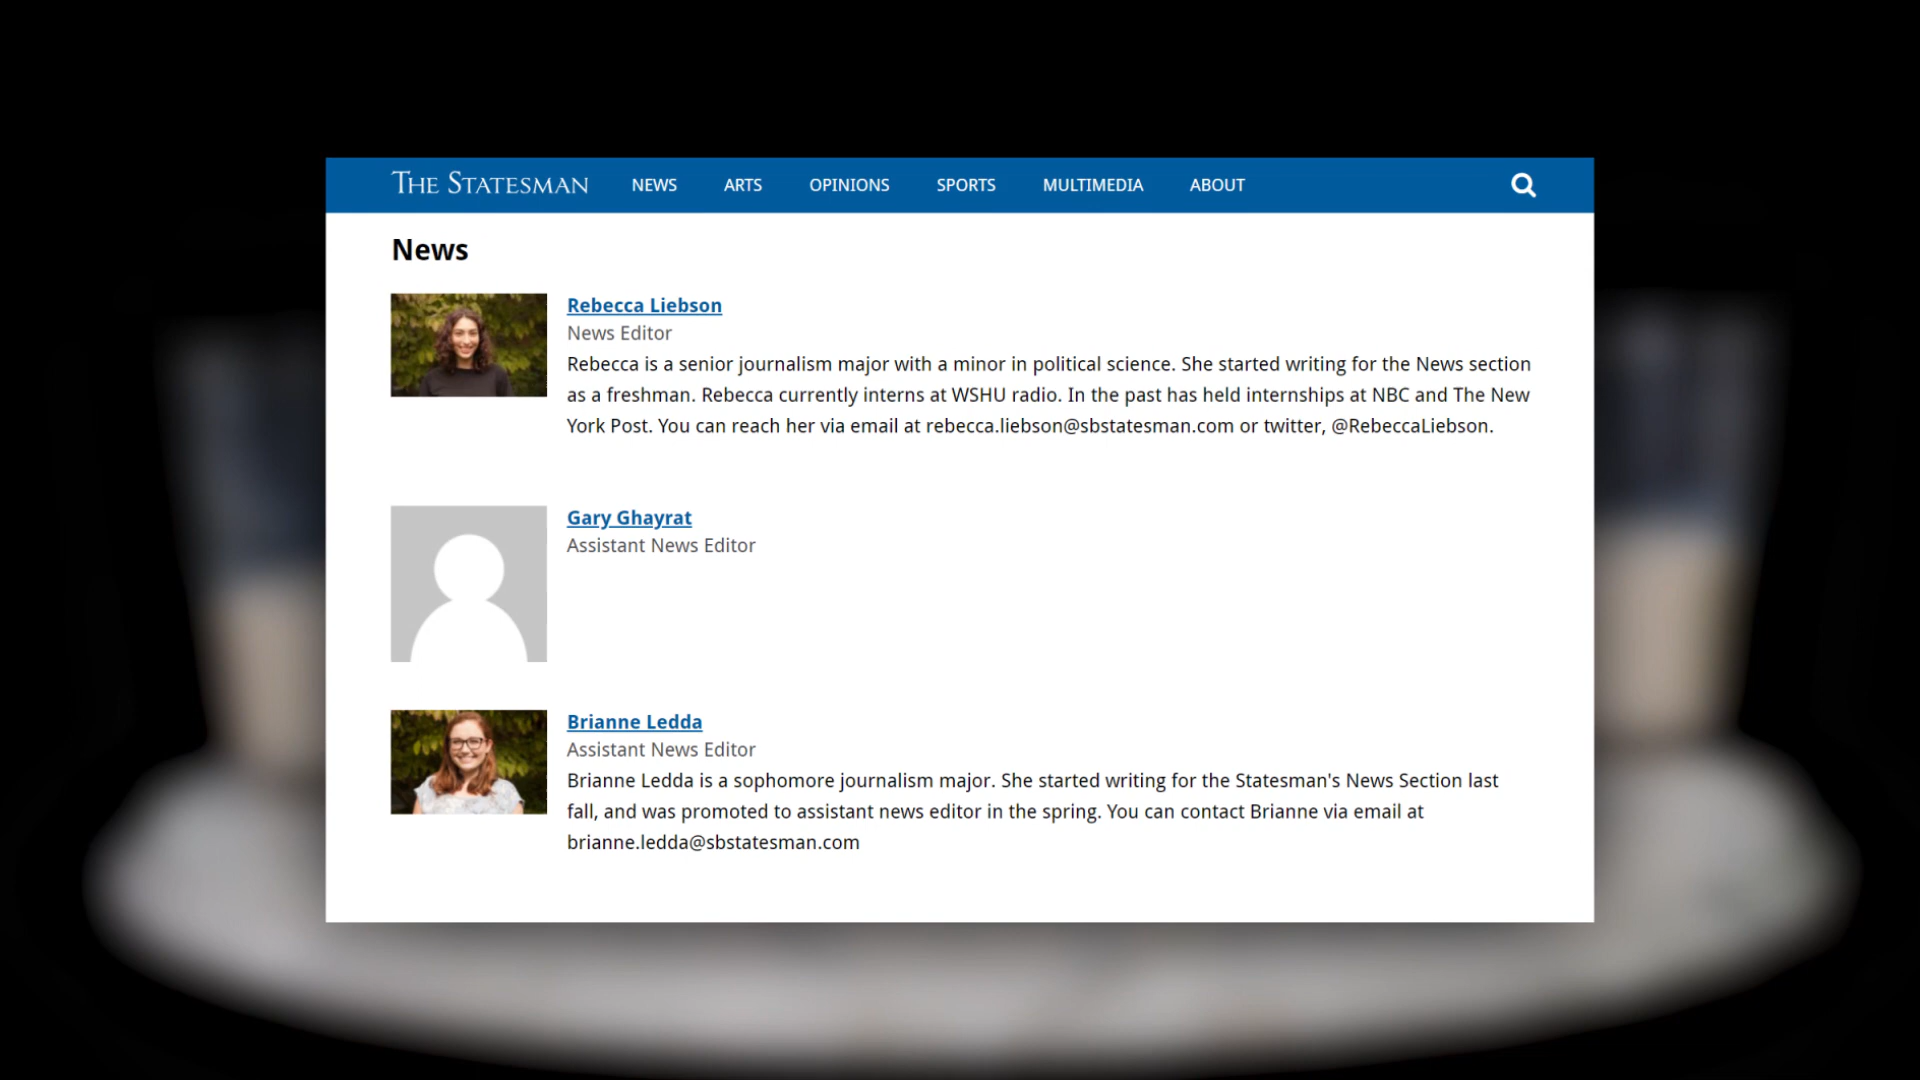 THE STATESMAN NEWS ARTS OPINIONS SPORTS MULTIMEDIA ABOUT
News
Rebecca Liebson
News Editor
Rebecca is a senior journalism major with a minor in political science. She started writing for the News section
as a freshman. Rebecca currently interns at WSHU radio. In the past has held internships at NBC and The New
York Post. You can reach her via email at rebecca.liebson@sbstatesman.com or twitter, @RebeccaLiebson.
Gary Ghayrat
Assistant News Editor
Brianne Ledda
Assistant News Editor
Brianne Ledda is a sophomore journalism major. She started writing for the Statesman's News Section last
fall, and was promoted to assistant news editor in the spring. You can contact Brianne via email at
brianne.ledda@sbstatesman.com